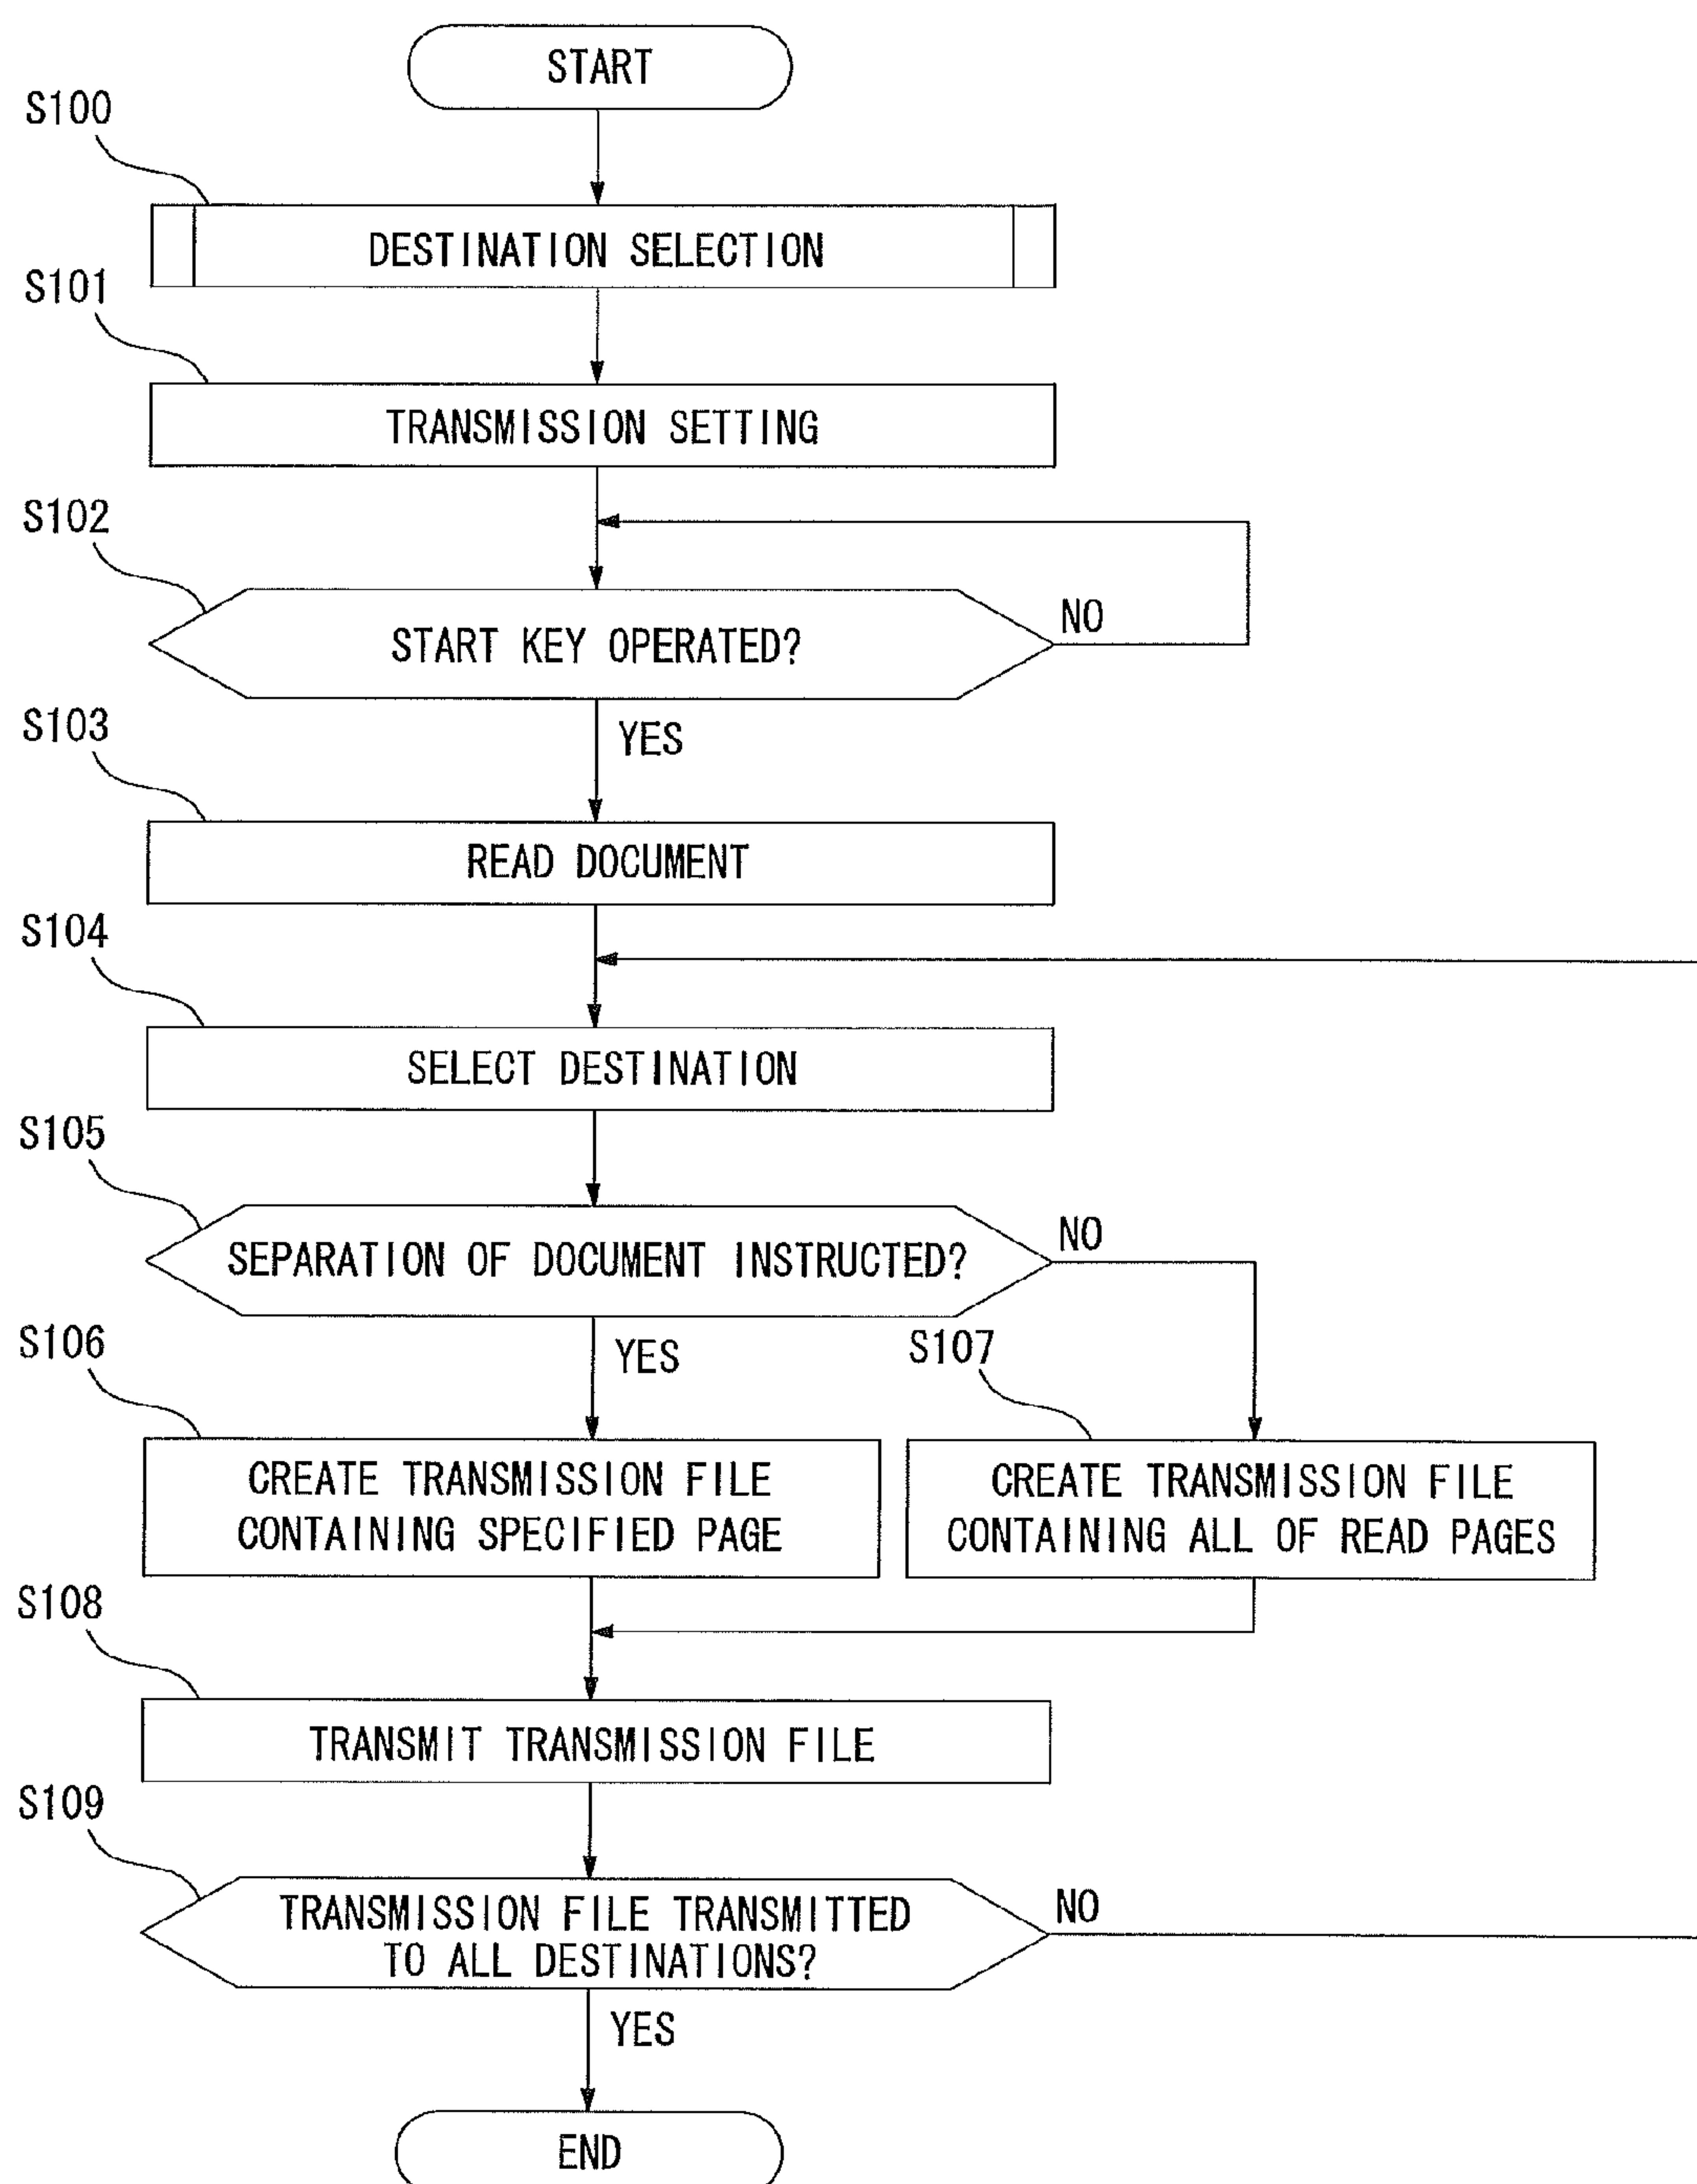 START
S100
DESTINATION SELECTION
S101
TRANSMISSION SETTING
S102
START KEY OPERATED?
NO
YES
S103
READ DOCUMENT
S104
SELECT DESTINATION
S105
SEPARATION OF DOCUMENT INSTRUCTED?
NO
YES
S106
CREATE TRANSMISSION FILE
CONTAINING SPECIFIED PAGE
S107
CREATE TRANSMISSION FILE
CONTAINING ALL OF READ PAGES
S108
TRANSMIT TRANSMISSION FILE
S109
TRANSMISSION FILE TRANSMITTED
TO ALL DESTINATIONS?
NO
YES
END